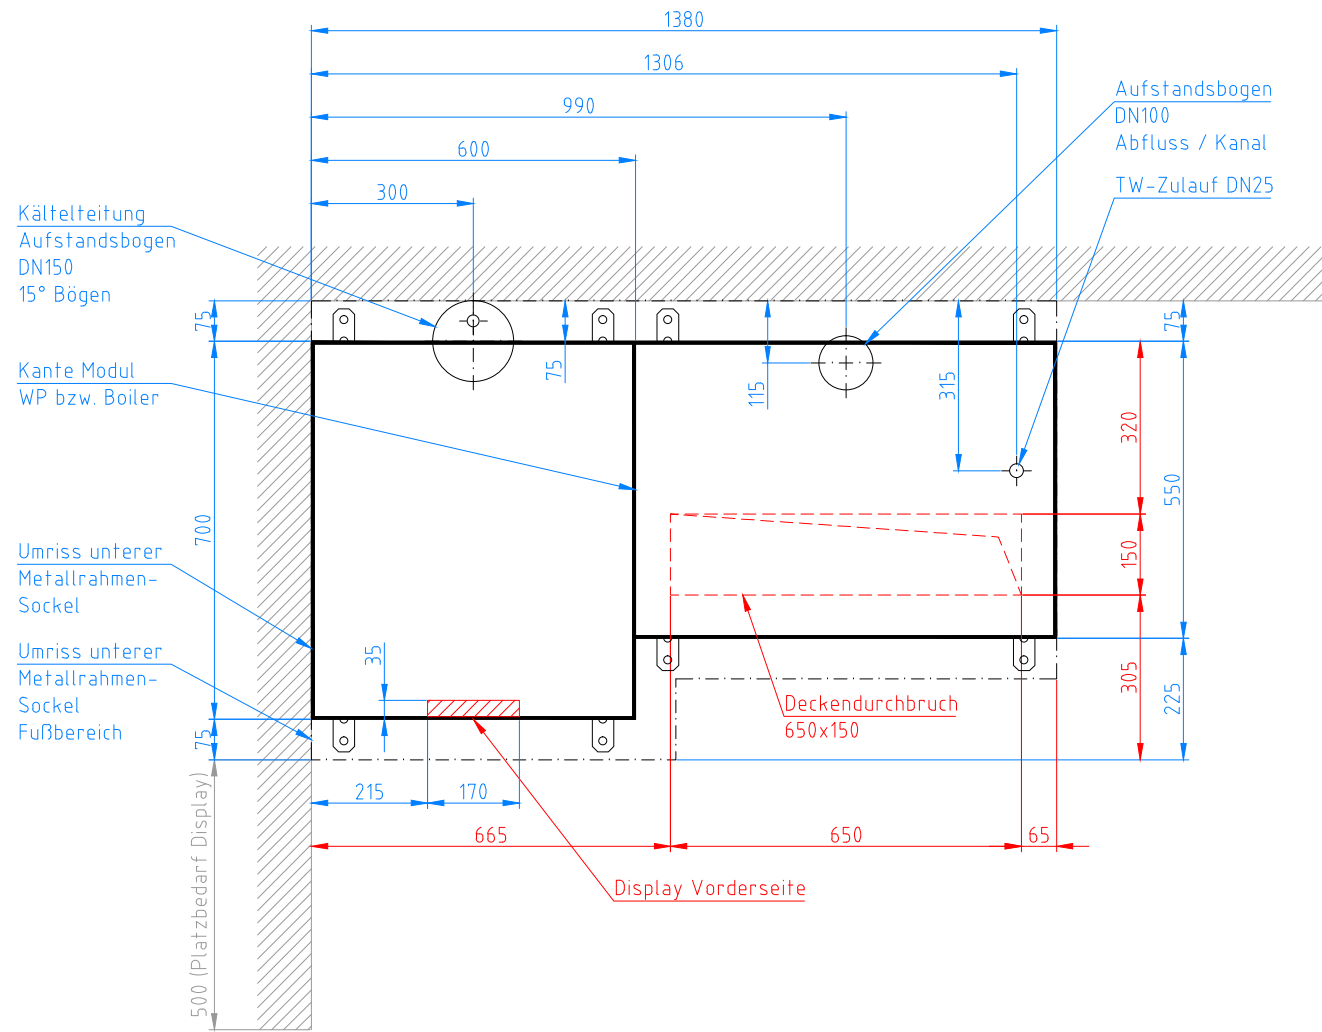 1380
1306
990
600
300
Aufstandsbogen
DN100
Abfluss / Kanal
TW-Zulauf DN25
Kältelteitung
Aufstandsbogen
DN150
15° Bögen
75
75
115
315
75
Kante Modul
WP bzw. Boiler
320
550
150
700
Umriss unterer
Metallrahmen-
Sockel
Umriss unterer
Metallrahmen-
Sockel
Fußbereich
35
305
225
Deckendurchbruch
650x150
75
500 (Platzbedarf Display)
215
170
665
650
65
Display Vorderseite